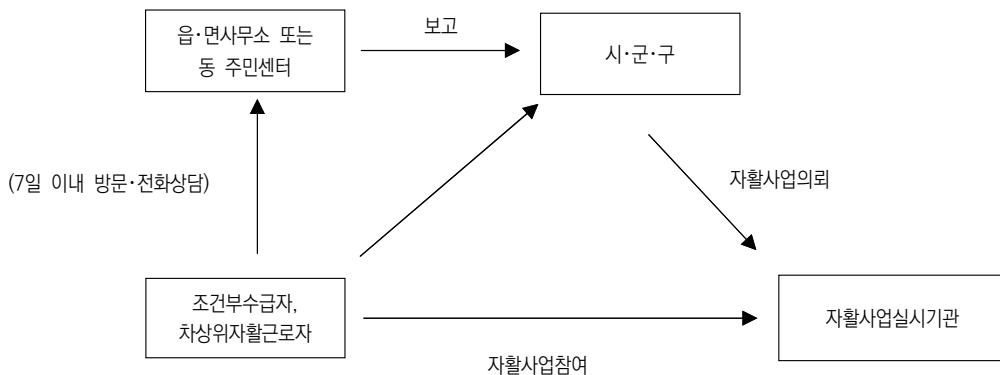 읍·면사무소 또는
동 주민센터
보고
시·군·구
(7일 이내 방문·전화상담)
자활사업의뢰
조건부수급자,
차상위자활근로자
자활사업실시기관
자활사업참여